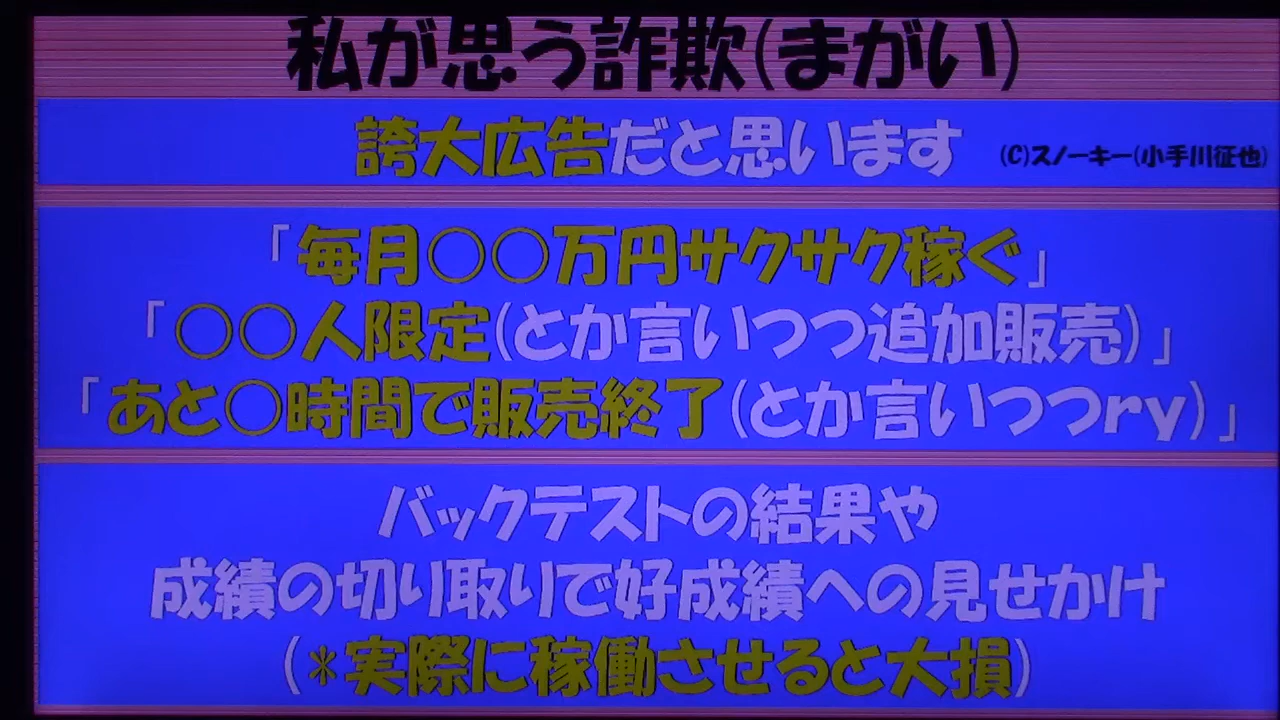 私が思う詐欺(まがい)
誇大広告だと思います
(C)スノーキー(小手川征也)
「毎月○○万円サクサク稼ぐ」
「○○人限定(とか言いつつ追加販売)」
「あと○時間で販売終了(とか言いつつry)」
バックテストの結果や
成績の切り取りで好成績への見せかけ
(*実際に稼働させると大損)